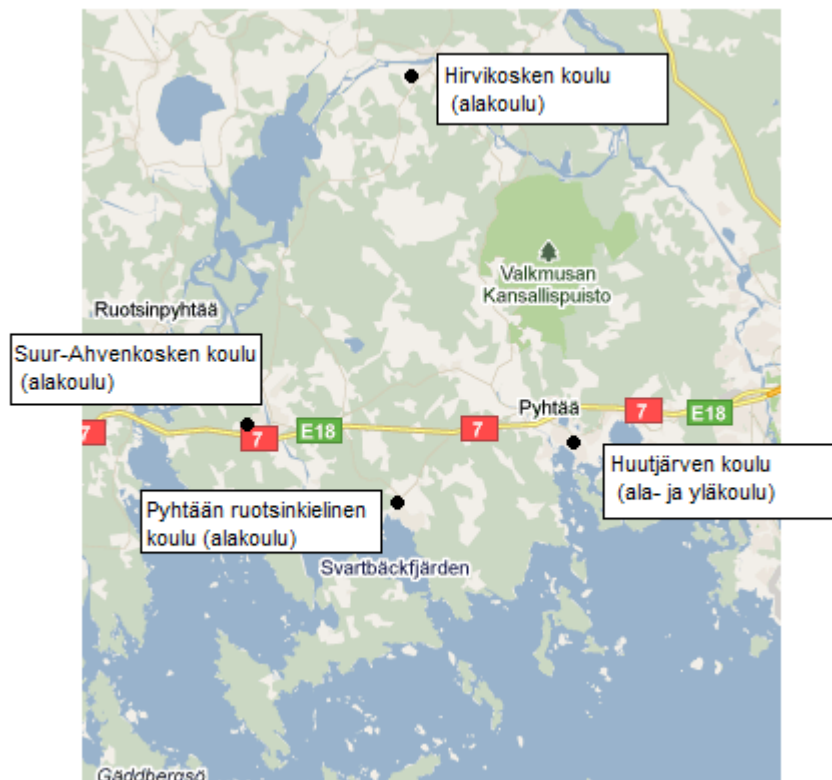 Hirvikosken koulu
(alakoulu)
Valkmusan
Kansallispuisto
Ruotsinpyhtää
Suur-Ahvenkosken koulu
(alakoulu)
Pyhtää
7
E18
7
7
E18
7
Huutjärven koulu
(ala- ja yläkoulu)
Pyhtään ruotsinkielinen
koulu (alakoulu)
Svartbäckfjärden
Gäddbergsö